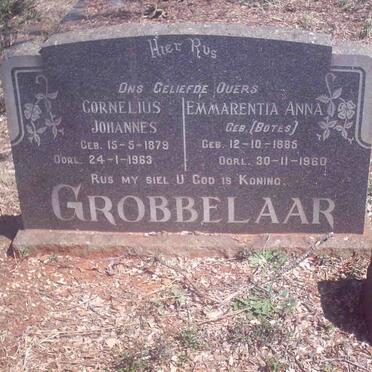 Hier Rus
Ons Geliefde Ouers
Cornelius Johannes
Geb. 15-5-1879
Oorl. 24-1-1963
Emmarentia Anna
Geb. (Botes)
Geb. 12-10-1885
Oorl. 30-11-1960
Rus my siel U God is Koning.
GROBBELAAR